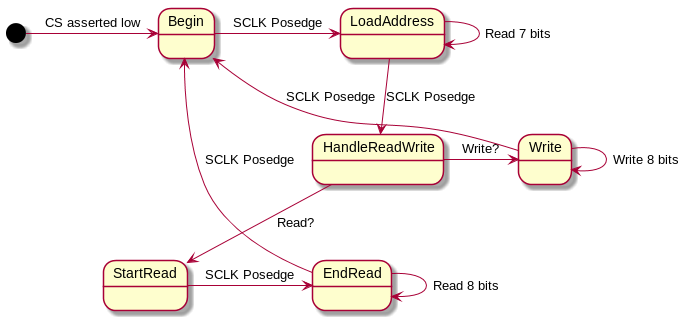 CS asserted low
Begin
SCLK Posedge
LoadAddress
Read 7 bits
SCLK Posedge
SCLK Posedge
SCLK Posedge
HandleReadWrite
Write?
Write
Write 8 bits
Read?
StartRead
SCLK Posedge
EndRead
Read 8 bits